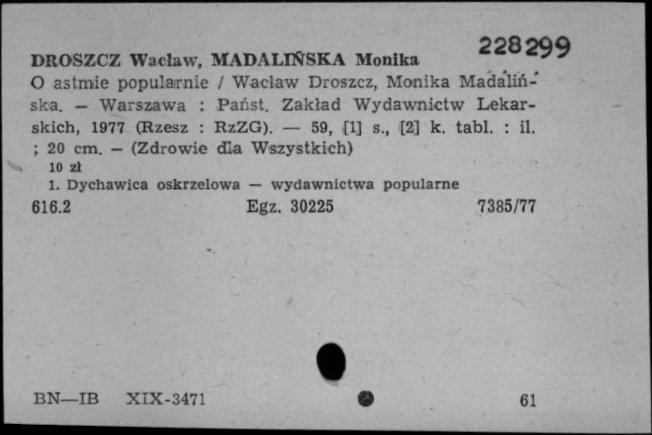 228299
DROSZCZ Wacław, MADALIŃSKA Monika
O astmie popularnie / Wacław Droszcz, Monika Madaliń-
ska. — Warszawa : Państ. Zakład Wydawnictw Lekar-
skich, 1977 (Rzesz : RzZG). — 59, [1] s., [2] k. tabl. : il.
; 20 cm. — (Zdrowie dla Wszystkich)
10 zł
1. Dychawica oskrzelowa — wydawnictwa popularne
616.2 Egz. 30225 7385/77
BN—IB XIX-3471 61